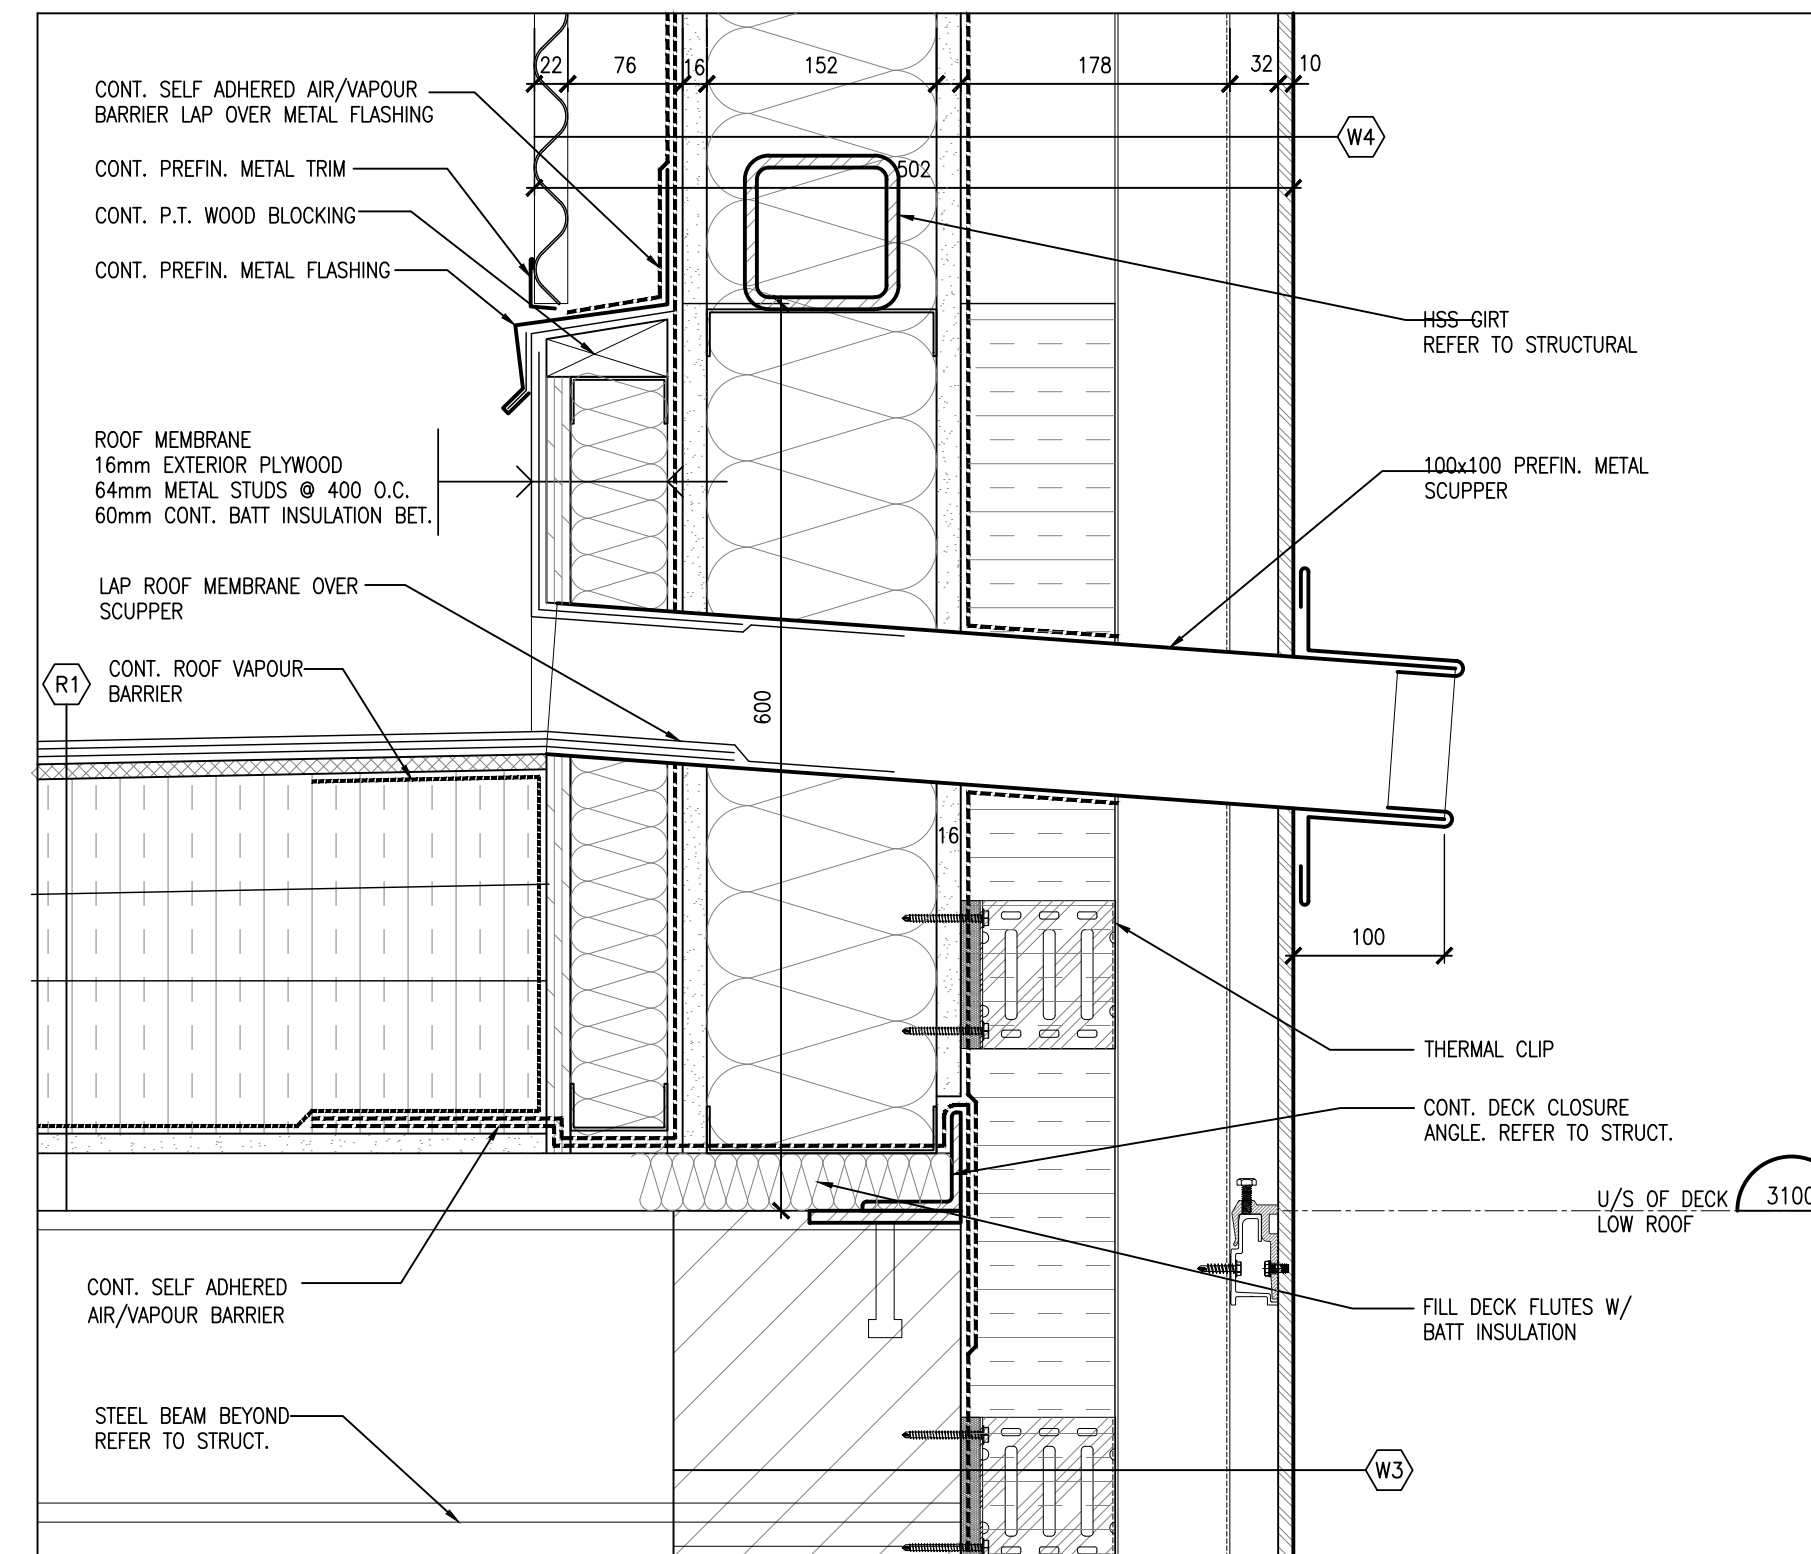 22 76 16 152 178 32 10
CONT. SELF ADHERED AIR/VAPOUR
BARRIER LAP OVER METAL FLASHING
W4
CONT. PREFIN. METAL TRIM
502
CONT. P.T. WOOD BLOCKING
CONT. PREFIN. METAL FLASHING
HSS GIRT
REFER TO STRUCTURAL
ROOF MEMBRANE
16mm EXTERIOR PLYWOOD
64mm METAL STUDS @ 400 O.C.
60mm CONT. BATT INSULATION BET.
100x100 PREFIN. METAL
SCUPPER
LAP ROOF MEMBRANE OVER
SCUPPER
R1
CONT. ROOF VAPOUR
BARRIER
600
16
100
THERMAL CLIP
CONT. DECK CLOSURE
ANGLE. REFER TO STRUCT.
U/S OF DECK
LOW ROOF
3100
CONT. SELF ADHERED
AIR/VAPOUR BARRIER
FILL DECK FLUTES W/
BATT INSULATION
STEEL BEAM BEYOND
REFER TO STRUCT.
W3